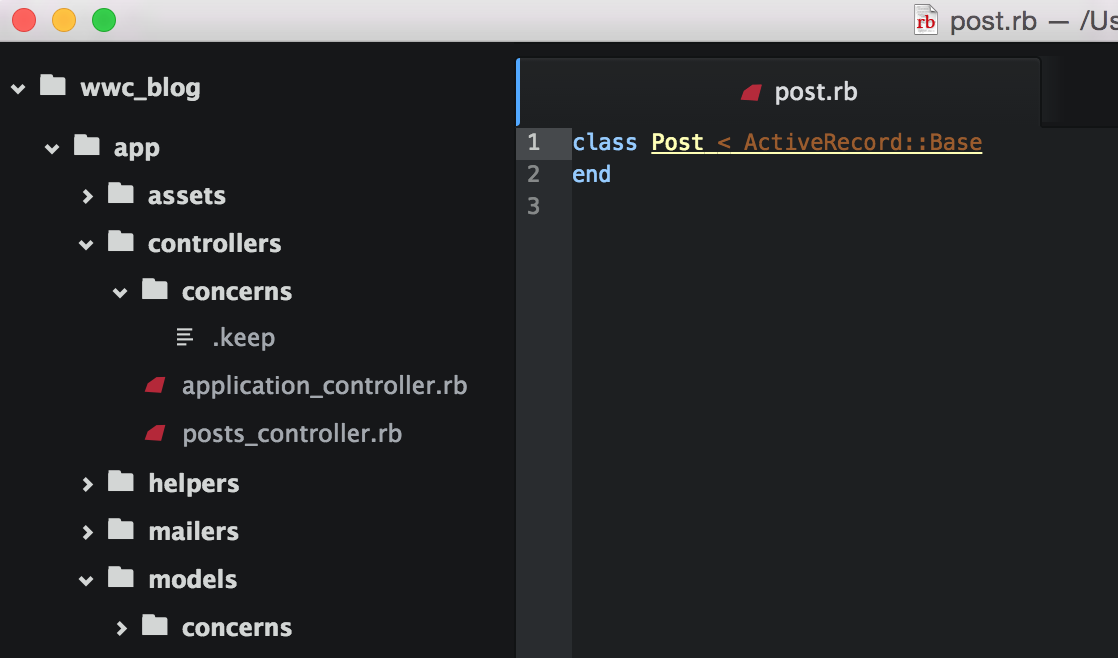 rb post.rb — /Us
wwc_blog
app
assets
controllers
concerns
.keep
application_controller.rb
posts_controller.rb
helpers
mailers
models
concerns
post.rb
1 class Post < ActiveRecord::Base
2 end
3